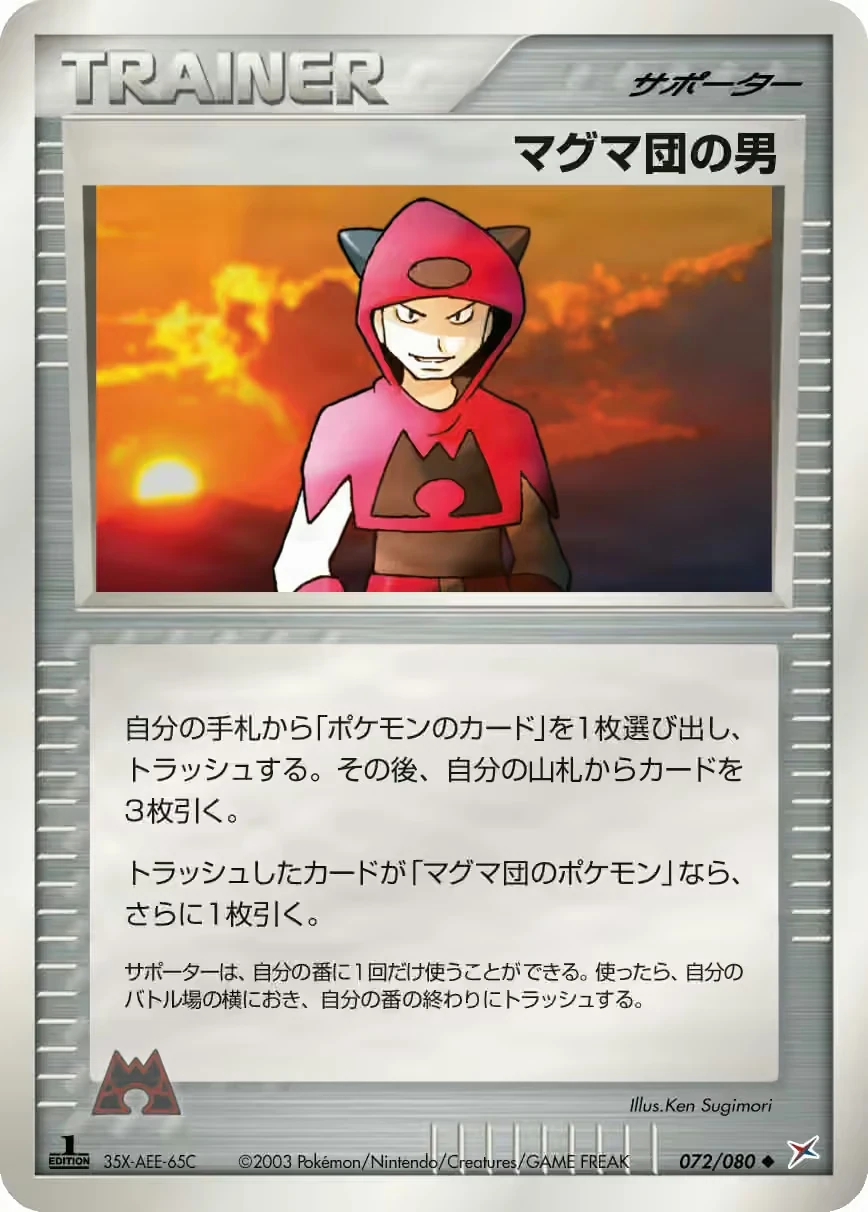 TRAINER
サポーター
マグマ団の男
自分の手札から「ポケモンのカード」を1枚選び出し、
トラッシュする。その後、自分の山札からカードを
3枚引く。
トラッシュしたカードが「マグマ団のポケモン」なら、
さらに1枚引く。
サポーターは、自分の番に1回だけ使うことができる。使ったら、自分の
バトル場の横におき、自分の番の終わりにトラッシュする。
Illus.Ken Sugimori
1 EDITION 35X-AEE-65C ©2003 Pokémon/Nintendo/Creatures/GAME FREAK 072/080 ◆